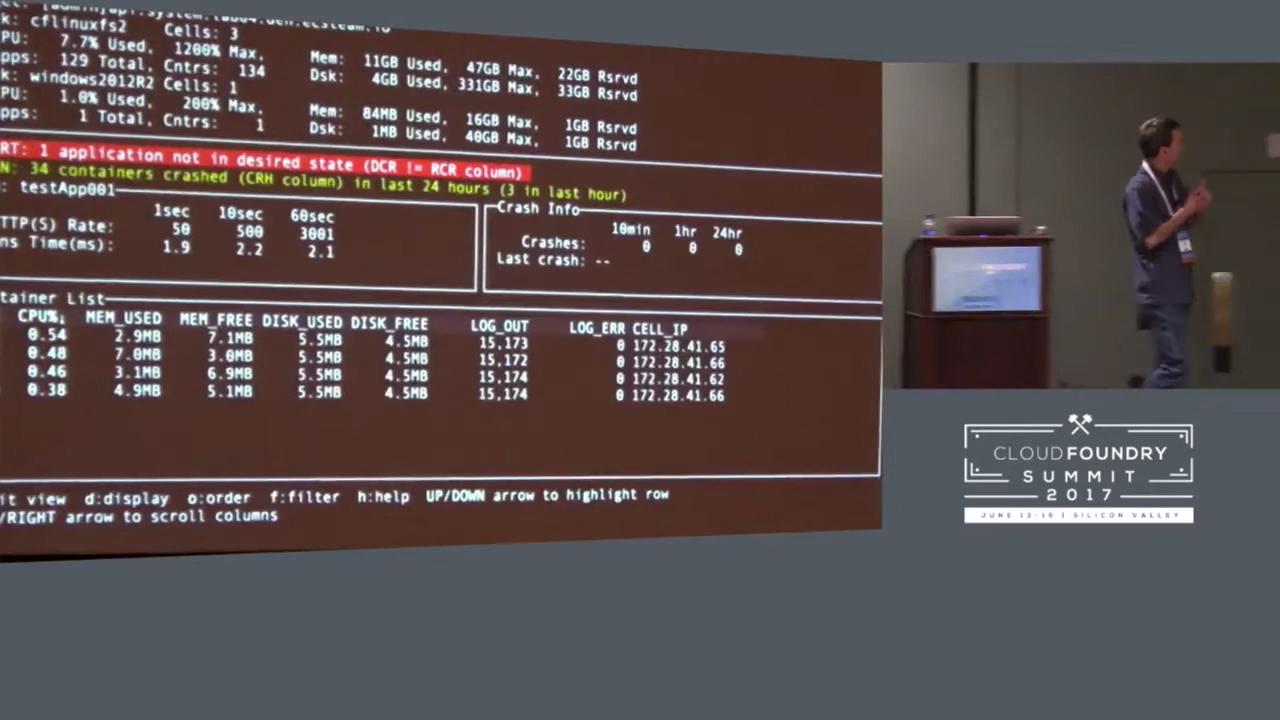 [admin]api.system.lab04.den.ecsteam.io
k: cflinuxfs2 Cells: 3
PU: 7.7% Used, 1200% Max, Mem: 11GB Used, 47GB Max, 22GB Rsrvd
pps: 129 Total, Cntrs: 134 Dsk: 4GB Used, 331GB Max, 33GB Rsrvd
k: windows2012R2 Cells: 1
PU: 1.0% Used, 200% Max, Mem: 84MB Used, 16GB Max, 1GB Rsrvd
pps: 1 Total, Cntrs: 1 Dsk: 1MB Used, 40GB Max, 1GB Rsrvd
RT: 1 application not in desired state (DCR != RCR column)
N: 34 containers crashed (CRH column) in last 24 hours (3 in last hour)
: testApp001
1sec 10sec 60sec
TTP(S) Rate: 50 500 3001
ns Time(ms): 1.9 2.2 2.1
Crash Info
10min 1hr 24hr
Crashes: 0 0 0
Last crash: --
tainer List
CPU%↓ MEM_USED MEM_FREE DISK_USED DISK_FREE LOG_OUT LOG_ERR CELL_IP
0.54 2.9MB 7.1MB 5.5MB 4.5MB 15,173 0 172.28.41.65
0.48 7.0MB 3.0MB 5.5MB 4.5MB 15,172 0 172.28.41.66
0.46 3.1MB 6.9MB 5.5MB 4.5MB 15,174 0 172.28.41.62
0.38 4.9MB 5.1MB 5.5MB 4.5MB 15,174 0 172.28.41.66
it view d:display o:order f:filter h:help UP/DOWN arrow to highlight row
/RIGHT arrow to scroll columns
CLOUDFOUNDRY
SUMMIT
2017
JUNE 13-15 | SILICON VALLEY